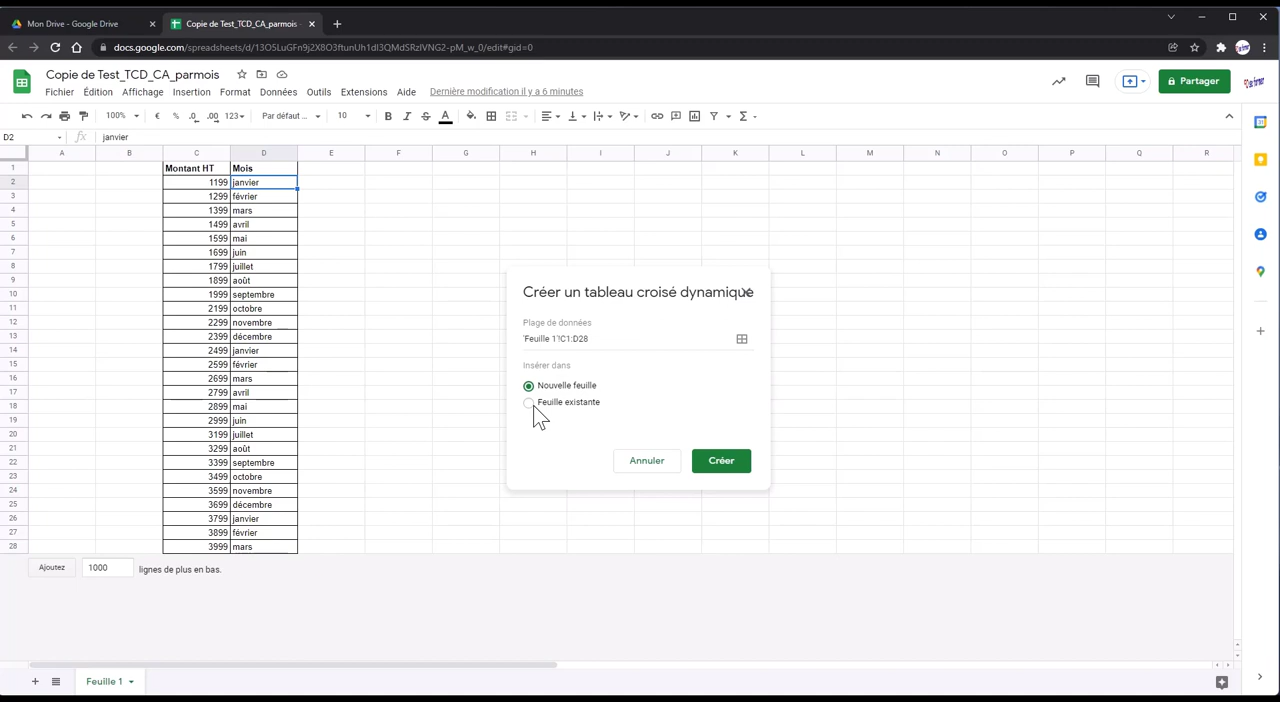 Mon Drive - Google Drive
Copie de Test_TCD_CA_parmois
docs.google.com/spreadsheets/d/13O5LuGFn9j2X8O3ftunUh1dI3QMdSRzIVNG2-pM_w_0/edit#gid=0
Copie de Test_TCD_CA_parmois
Partager
Fichier Édition Affichage Insertion Format Données Outils Extensions Aide Dernière modification il y a 6 minutes
100% € % .0 .00 123 Par défaut ... 10 B I S A
D2 fx janvier
A B C D E F G H I J K L M N O P Q R
1 Montant HT Mois
2 1199 janvier
3 1299 février
4 1399 mars
5 1499 avril
6 1599 mai
7 1699 juin
8 1799 juillet
9 1899 août
10 1999 septembre
11 2199 octobre
12 2299 novembre
13 2399 décembre
14 2499 janvier
15 2599 février
16 2699 mars
17 2799 avril
18 2899 mai
19 2999 juin
20 3199 juillet
21 3299 août
22 3399 septembre
23 3499 octobre
24 3599 novembre
25 3699 décembre
26 3799 janvier
27 3899 février
28 3999 mars
Créer un tableau croisé dynamique
Plage de données
'Feuille 1'!C1:D28
Insérer dans
Nouvelle feuille
Feuille existante
Annuler Créer
Ajoutez 1000 lignes de plus en bas.
Feuille 1